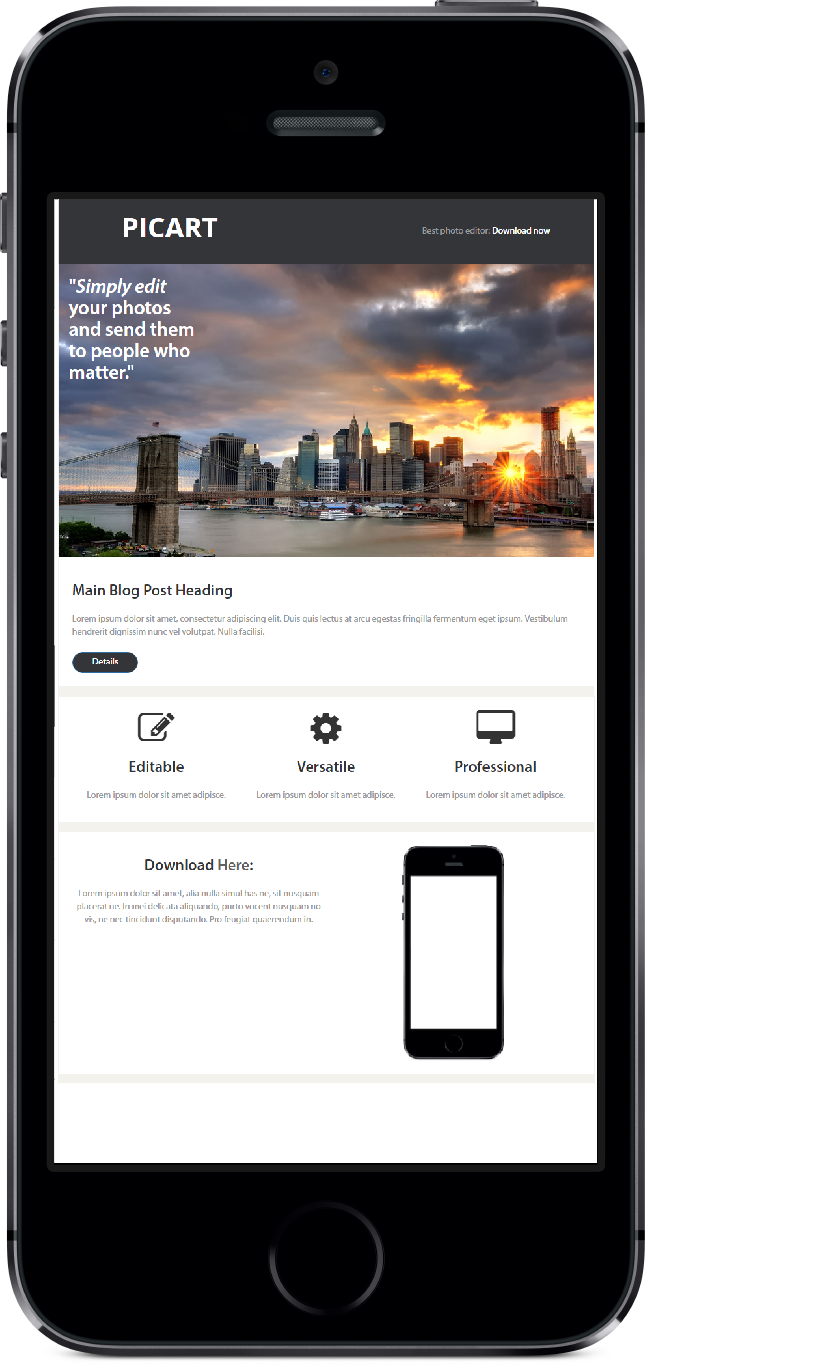 PICART
Best photo editor. Download now
"Simply edit
your photos
and send them
to people who
matter."
Main Blog Post Heading
Lorem ipsum dolor sit amet, consectetur adipiscing elit. Duis quis lectus at arcu egestas fringilla fermentum eget ipsum. Vestibulum
hendrerit dignissim nunc vel volutpat. Nulla facilisi.
Details
Editable
Versatile
Professional
Lorem ipsum dolor sit amet adipisce.
Lorem ipsum dolor sit amet adipisce.
Lorem ipsum dolor sit amet adipisce.
Download Here:
Lorem ipsum dolor sit amet, alia nulla simul has ne, sit nusquam
placerat ne. In mei delicata aliquando, porto vocent nusquam no
vis, ne nec tincidunt disputando. Pro feugiat quaerendum in.